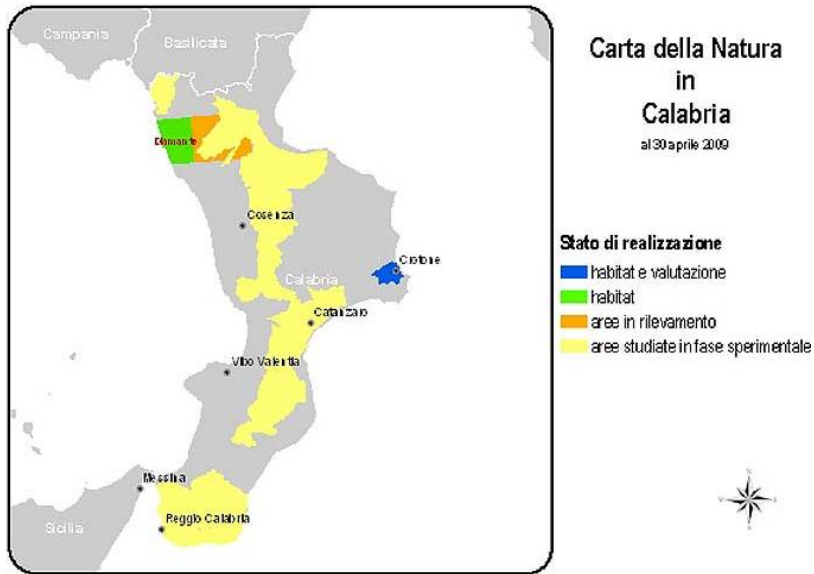 Campania
Basilicata
Diamante
Cosenza
Crotone
Calabria
Catanzaro
Vibo Valentia
Messina
Reggio Calabria
Sicilia
Carta della Natura
in
Calabria
al 30 aprile 2009
Stato di realizzazione
habitat e valutazione
habitat
aree in rilevamento
aree studiate in fase sperimentale